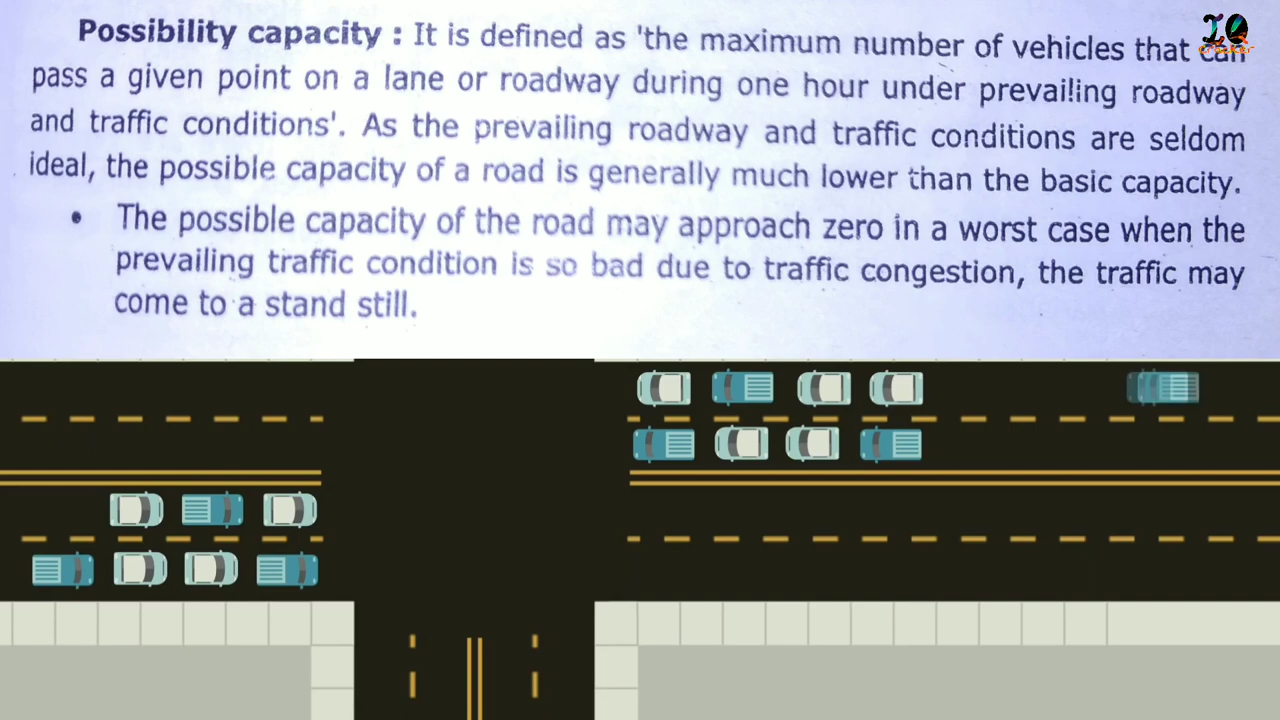 Possibility capacity : It is defined as 'the maximum number of vehicles that can
pass a given point on a lane or roadway during one hour under prevailing roadway
and traffic conditions'. As the prevailing roadway and traffic conditions are seldom
ideal, the possible capacity of a road is generally much lower than the basic capacity.
• The possible capacity of the road may approach zero in a worst case when the
prevailing traffic condition is so bad due to traffic congestion, the traffic may
come to a stand still.
IQ
Cracker